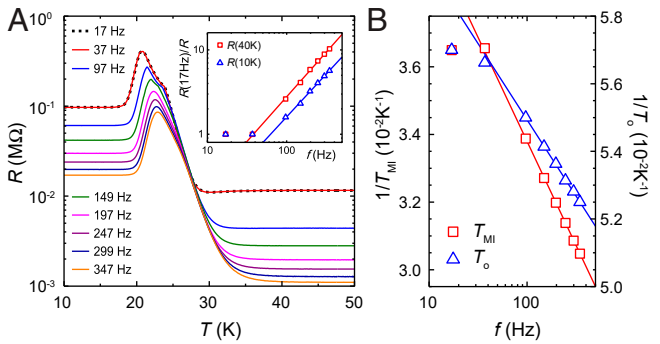 A
17 Hz
37 Hz
97 Hz
149 Hz
197 Hz
247 Hz
299 Hz
347 Hz
R (MΩ)
10⁰
10⁻¹
10⁻²
10⁻³
10 20 30 40 50
T (K)
R(17Hz)/R
10
1
R(40K)
R(10K)
10 100
f(Hz)
B
1/T_MI (10⁻²K⁻¹)
3.6
3.4
3.2
3.0
T_MI
T_o
10 100
f (Hz)
5.8
5.6
5.4
5.2
5.0
1/T_o (10⁻²K⁻¹)